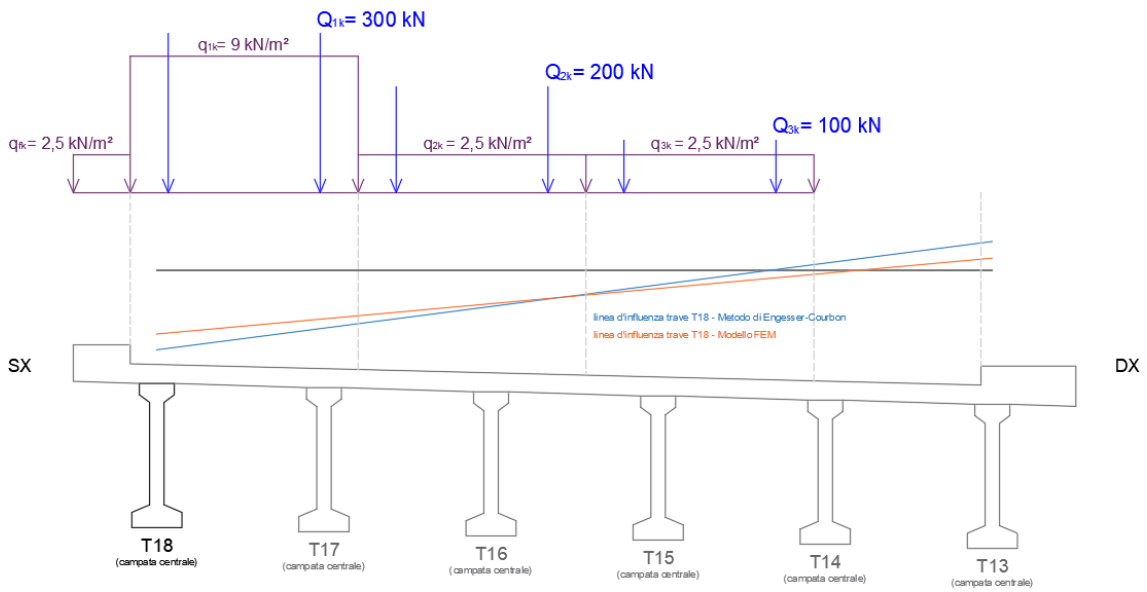 Q1k= 300 kN
q1k= 9 kN/m²
Q2k= 200 kN
Q3k= 100 kN
qfk= 2,5 kN/m²
q2k= 2,5 kN/m²
q3k= 2,5 kN/m²
linea d'influenza trave T18 - Metodo di Engesser-Courbon
linea d'influenza trave T18 - Modello FEM
SX
DX
T18
(campata centrale)
T17
(campata centrale)
T16
(campata centrale)
T15
(campata centrale)
T14
(campata centrale)
T13
(campata centrale)